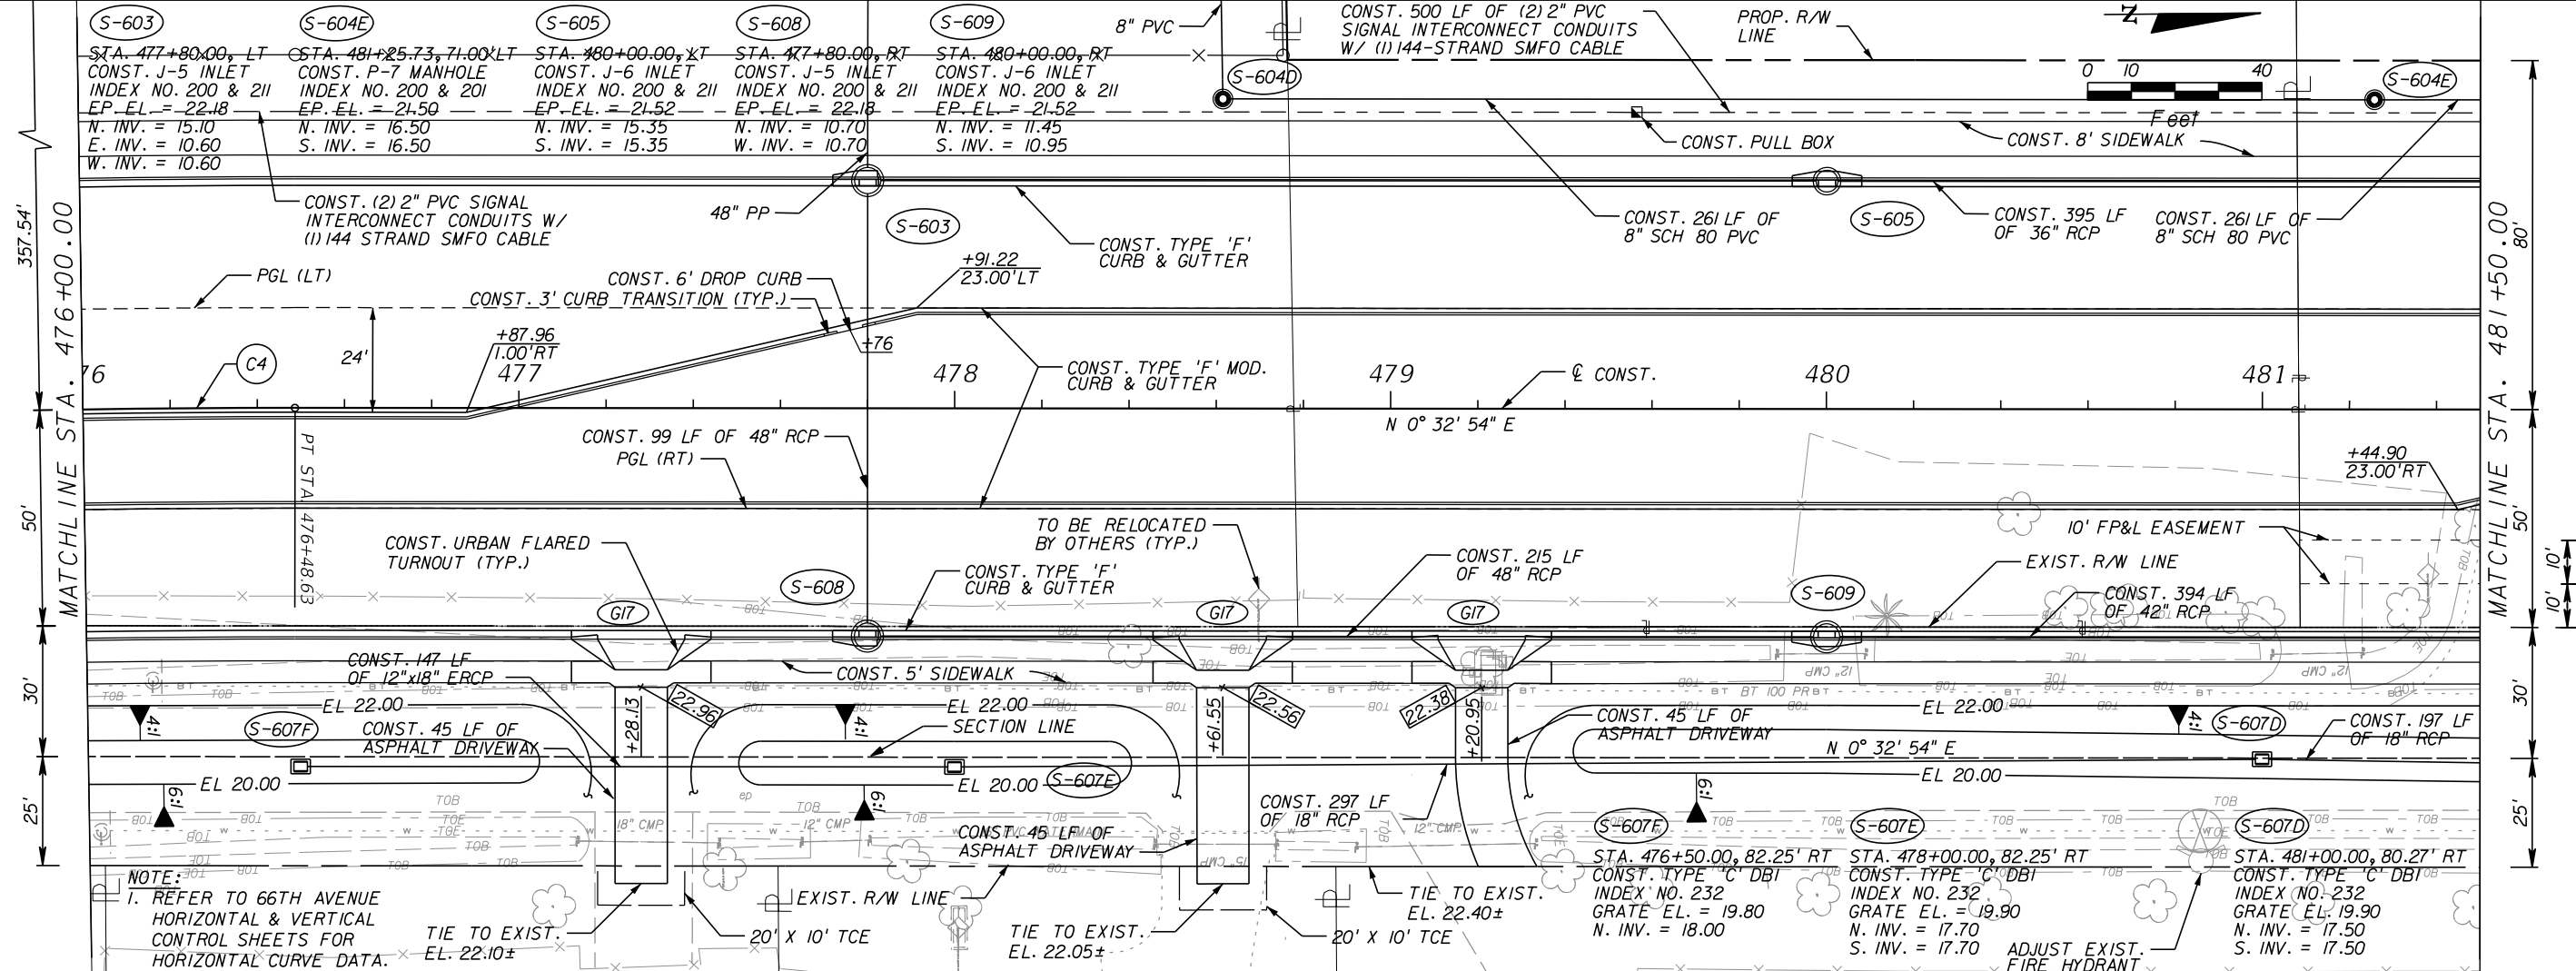 S-603
STA. 477+80.00, LT
CONST. J-5 INLET
INDEX NO. 200 & 211
EP. EL. = 22.18
N. INV. = 15.10
E. INV. = 10.60
W. INV. = 10.60
S-604E
STA. 481+25.73, 71.00' LT
CONST. P-7 MANHOLE
INDEX NO. 200 & 201
EP. EL. = 21.50
N. INV. = 16.50
S. INV. = 16.50
S-605
STA. 480+00.00, LT
CONST. J-6 INLET
INDEX NO. 200 & 211
EP. EL. = 21.52
N. INV. = 15.35
S. INV. = 15.35
S-608
STA. 477+80.00, RT
CONST. J-5 INLET
INDEX NO. 200 & 211
EP. EL. = 22.18
N. INV. = 10.70
W. INV. = 10.70
S-609
STA. 480+00.00, RT
CONST. J-6 INLET
INDEX NO. 200 & 211
EP. EL. = 21.52
N. INV. = 11.45
S. INV. = 10.95
8" PVC
S-604D
CONST. 500 LF OF (2) 2" PVC
SIGNAL INTERCONNECT CONDUITS
W/ (1) 144-STRAND SMFO CABLE
PROP. R/W
LINE
N
0 10 40
Feet
S-604E
CONST. PULL BOX
CONST. 8' SIDEWALK
CONST. (2) 2" PVC SIGNAL
INTERCONNECT CONDUITS W/
(1) 144 STRAND SMFO CABLE
48" PP
S-603
CONST. TYPE 'F'
CURB & GUTTER
CONST. 261 LF OF
8" SCH 80 PVC
S-605
CONST. 395 LF
OF 36" RCP
CONST. 261 LF OF
8" SCH 80 PVC
357.54'
MATCHLINE STA. 476+00.00
80'
MATCHLINE STA. 481+50.00
PGL (LT)
CONST. 6' DROP CURB
CONST. 3' CURB TRANSITION (TYP.)
+91.22
23.00' LT
+87.96
1.00' RT
+76
24'
C4
76
477
478
479
480
481
CONST. TYPE 'F' MOD.
CURB & GUTTER
℄ CONST.
N 0° 32' 54" E
PT STA. 476+48.63
CONST. 99 LF OF 48" RCP
PGL (RT)
+44.90
23.00' RT
50'
50'
CONST. URBAN FLARED
TURNOUT (TYP.)
TO BE RELOCATED
BY OTHERS (TYP.)
10' FP&L EASEMENT
10'
10'
S-608
CONST. TYPE 'F'
CURB & GUTTER
CONST. 215 LF
OF 48" RCP
EXIST. R/W LINE
S-609
CONST. 394 LF
OF 42" RCP
G17
G17
G17
CONST. 147 LF
OF 12"x18" ERCP
CONST. 5' SIDEWALK
12" CMP
12" CMP
12" CMP
BT 100 PR
30'
30'
EL 22.00
EL 22.00
EL 22.00
22.96
22.56
22.38
+28.13
+61.55
+20.95
4:1
4:1
4:1
S-607F
CONST. 45 LF OF
ASPHALT DRIVEWAY
SECTION LINE
CONST. 45 LF OF
ASPHALT DRIVEWAY
S-607D
CONST. 197 LF
OF 18" RCP
N 0° 32' 54" E
EL 20.00
EL 20.00
EL 20.00
S-607E
6:1
6:1
6:1
25'
25'
ep
18" CMP
12" CMP
12" CMP
15" CMP
CONST. 45 LF OF
ASPHALT DRIVEWAY
CONST. 297 LF
OF 18" RCP
S-607F
STA. 476+50.00, 82.25' RT
CONST. TYPE 'C' DBI
INDEX NO. 232
GRATE EL. = 19.80
N. INV. = 18.00
S-607E
STA. 478+00.00, 82.25' RT
CONST. TYPE 'C' DBI
INDEX NO. 232
GRATE EL. = 19.90
N. INV. = 17.70
S. INV. = 17.70
S-607D
STA. 481+00.00, 80.27' RT
CONST. TYPE 'C' DBI
INDEX NO. 232
GRATE EL. 19.90
N. INV. = 17.50
S. INV. = 17.50
NOTE:
1. REFER TO 66TH AVENUE
HORIZONTAL & VERTICAL
CONTROL SHEETS FOR
HORIZONTAL CURVE DATA.
TIE TO EXIST.
EL. 22.10±
20' X 10' TCE
EXIST. R/W LINE
TIE TO EXIST.
EL. 22.05±
20' X 10' TCE
TIE TO EXIST.
EL. 22.40±
ADJUST EXIST.
FIRE HYDRANT